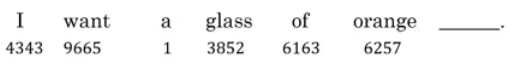 I want a glass of orange ______.
4343 9665 1 3852 6163 6257